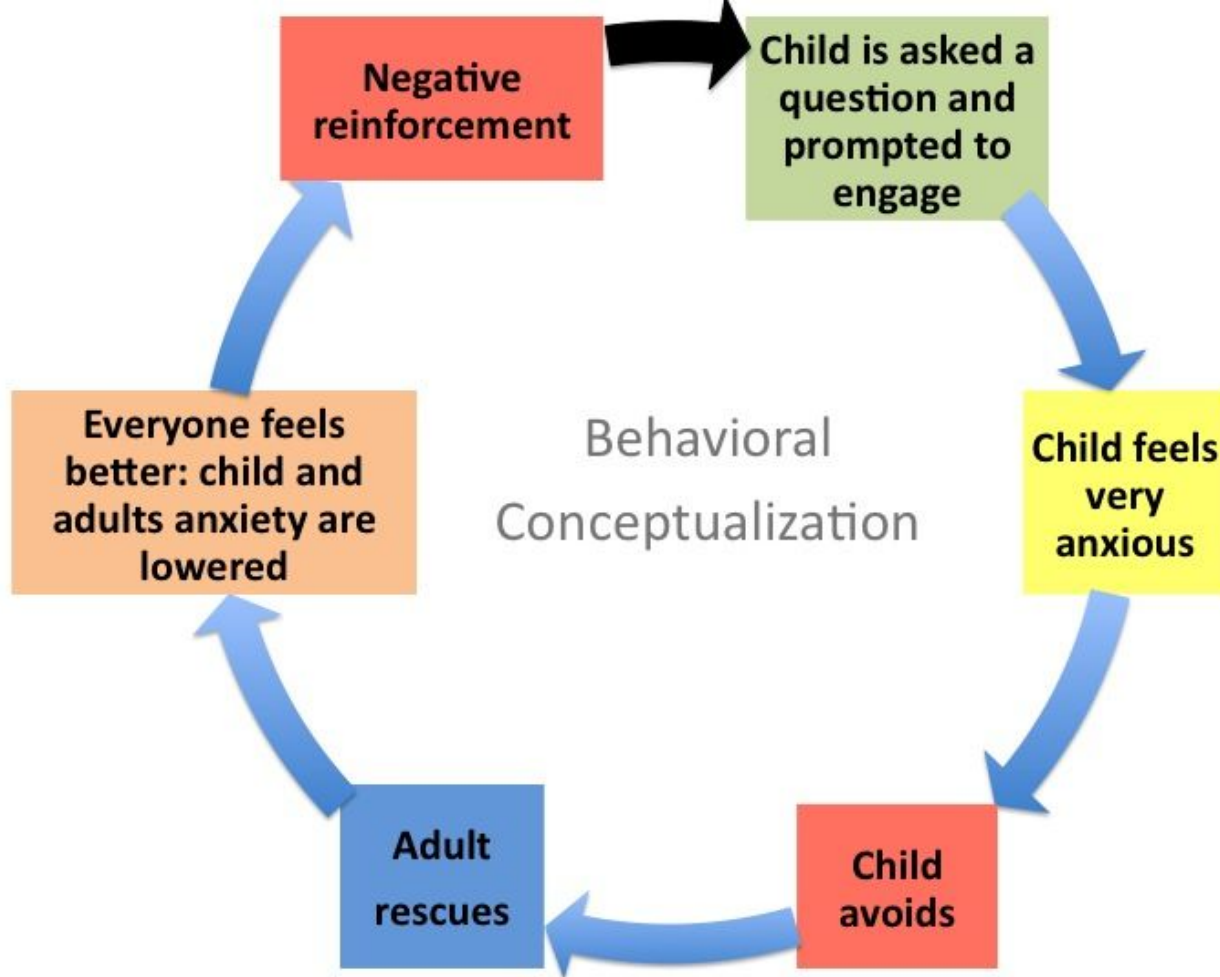 Negative
reinforcement
Child is asked a
question and
prompted to
engage
Child feels
very
anxious
Child
avoids
Adult
rescues
Everyone feels
better: child and
adults anxiety are
lowered
Behavioral
Conceptualization